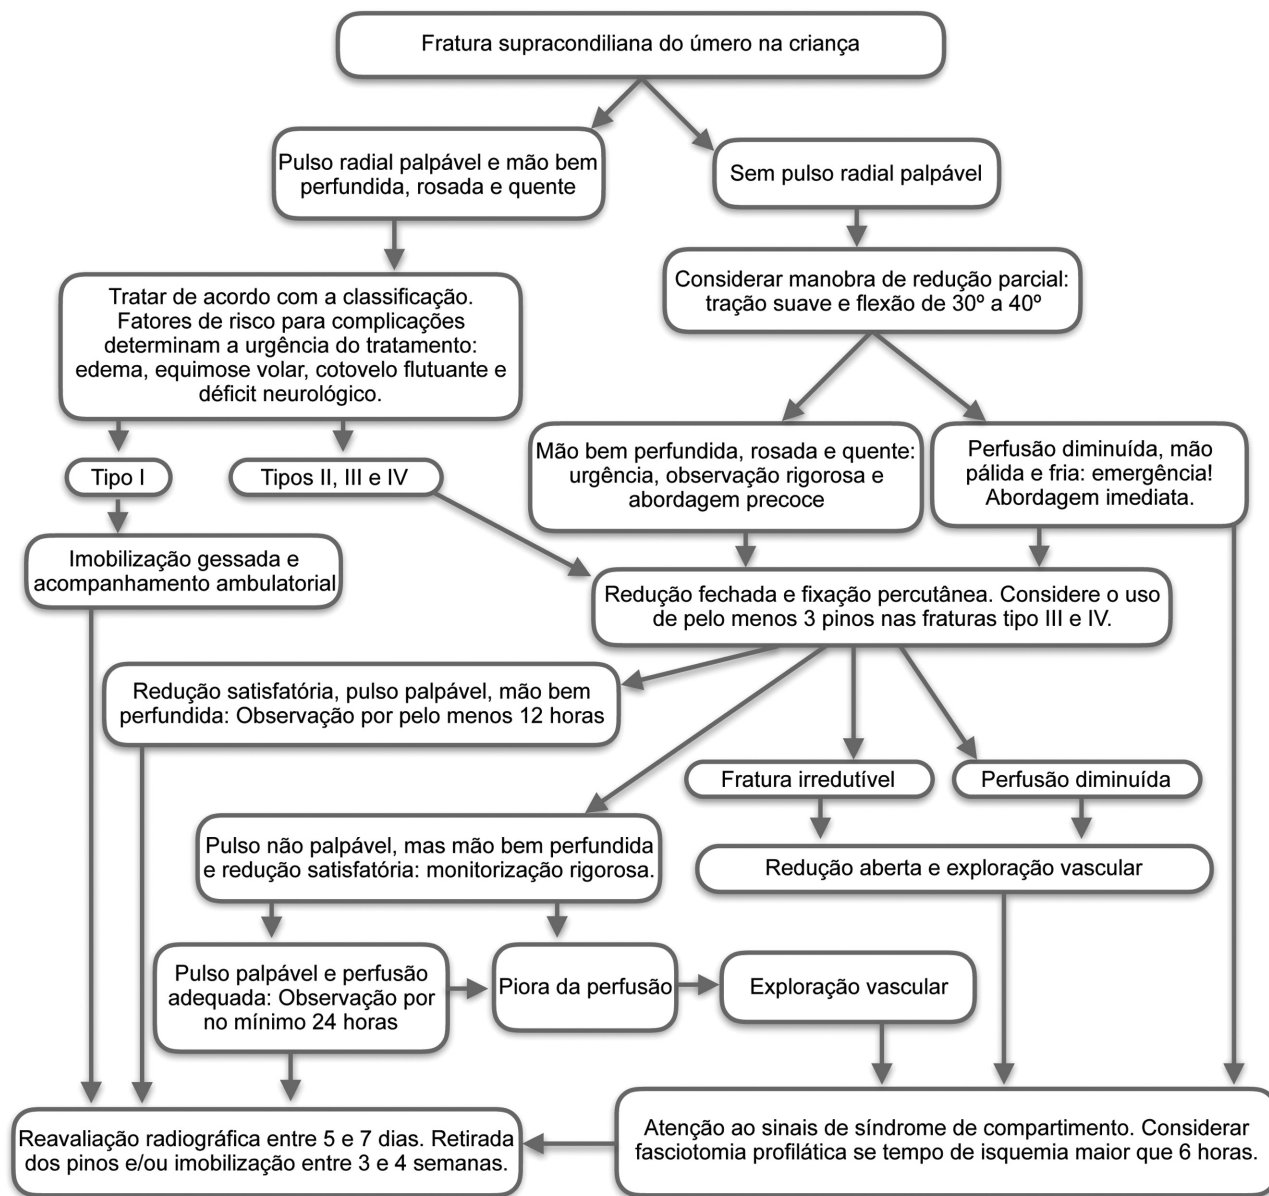 Fratura supracondiliana do úmero na criança
Pulso radial palpável e mão bem
perfundida, rosada e quente
Sem pulso radial palpável
Tratar de acordo com a classificação.
Fatores de risco para complicações
determinam a urgência do tratamento:
edema, equimose volar, cotovelo flutuante e
déficit neurológico.
Considerar manobra de redução parcial:
tração suave e flexão de 30º a 40º
Tipo I
Tipos II, III e IV
Mão bem perfundida, rosada e quente:
urgência, observação rigorosa e
abordagem precoce
Perfusão diminuída, mão
pálida e fria: emergência!
Abordagem imediata.
Imobilização gessada e
acompanhamento ambulatorial
Redução fechada e fixação percutânea. Considere o uso
de pelo menos 3 pinos nas fraturas tipo III e IV.
Redução satisfatória, pulso palpável, mão bem
perfundida: Observação por pelo menos 12 horas
Fratura irredutível
Perfusão diminuída
Pulso não palpável, mas mão bem perfundida
e redução satisfatória: monitorização rigorosa.
Redução aberta e exploração vascular
Pulso palpável e perfusão
adequada: Observação por
no mínimo 24 horas
Piora da perfusão
Exploração vascular
Reavaliação radiográfica entre 5 e 7 dias. Retirada
dos pinos e/ou imobilização entre 3 e 4 semanas.
Atenção ao sinais de síndrome de compartimento. Considerar
fasciotomia profilática se tempo de isquemia maior que 6 horas.